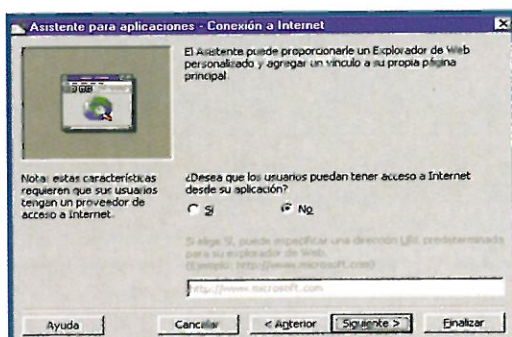 Asistente para aplicaciones - Conexión a Internet
El Asistente puede proporcionarle un Explorador de Web
personalizado y agregar un vínculo a su propia página
principal.
Nota: estas características
requieren que sus usuarios
tengan un proveedor de
acceso a Internet.
¿Desea que los usuarios puedan tener acceso a Internet
desde su aplicación?
Sí
No
Si elige Sí, puede especificar una dirección URL predeterminada
para su explorador de Web.
(Ejemplo: http://www.microsoft.com)
http://www.microsoft.com
Ayuda
Cancelar
< Anterior
Siguiente >
Finalizar